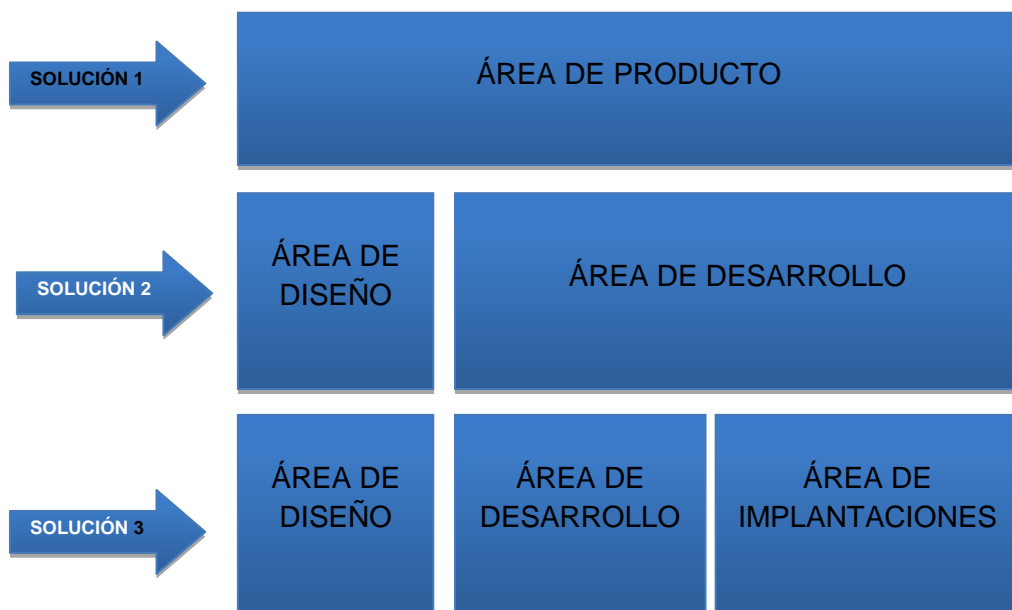 SOLUCIÓN 1
ÁREA DE PRODUCTO
SOLUCIÓN 2
ÁREA DE
DISEÑO
ÁREA DE DESARROLLO
SOLUCIÓN 3
ÁREA DE
DISEÑO
ÁREA DE
DESARROLLO
ÁREA DE
IMPLANTACIONES